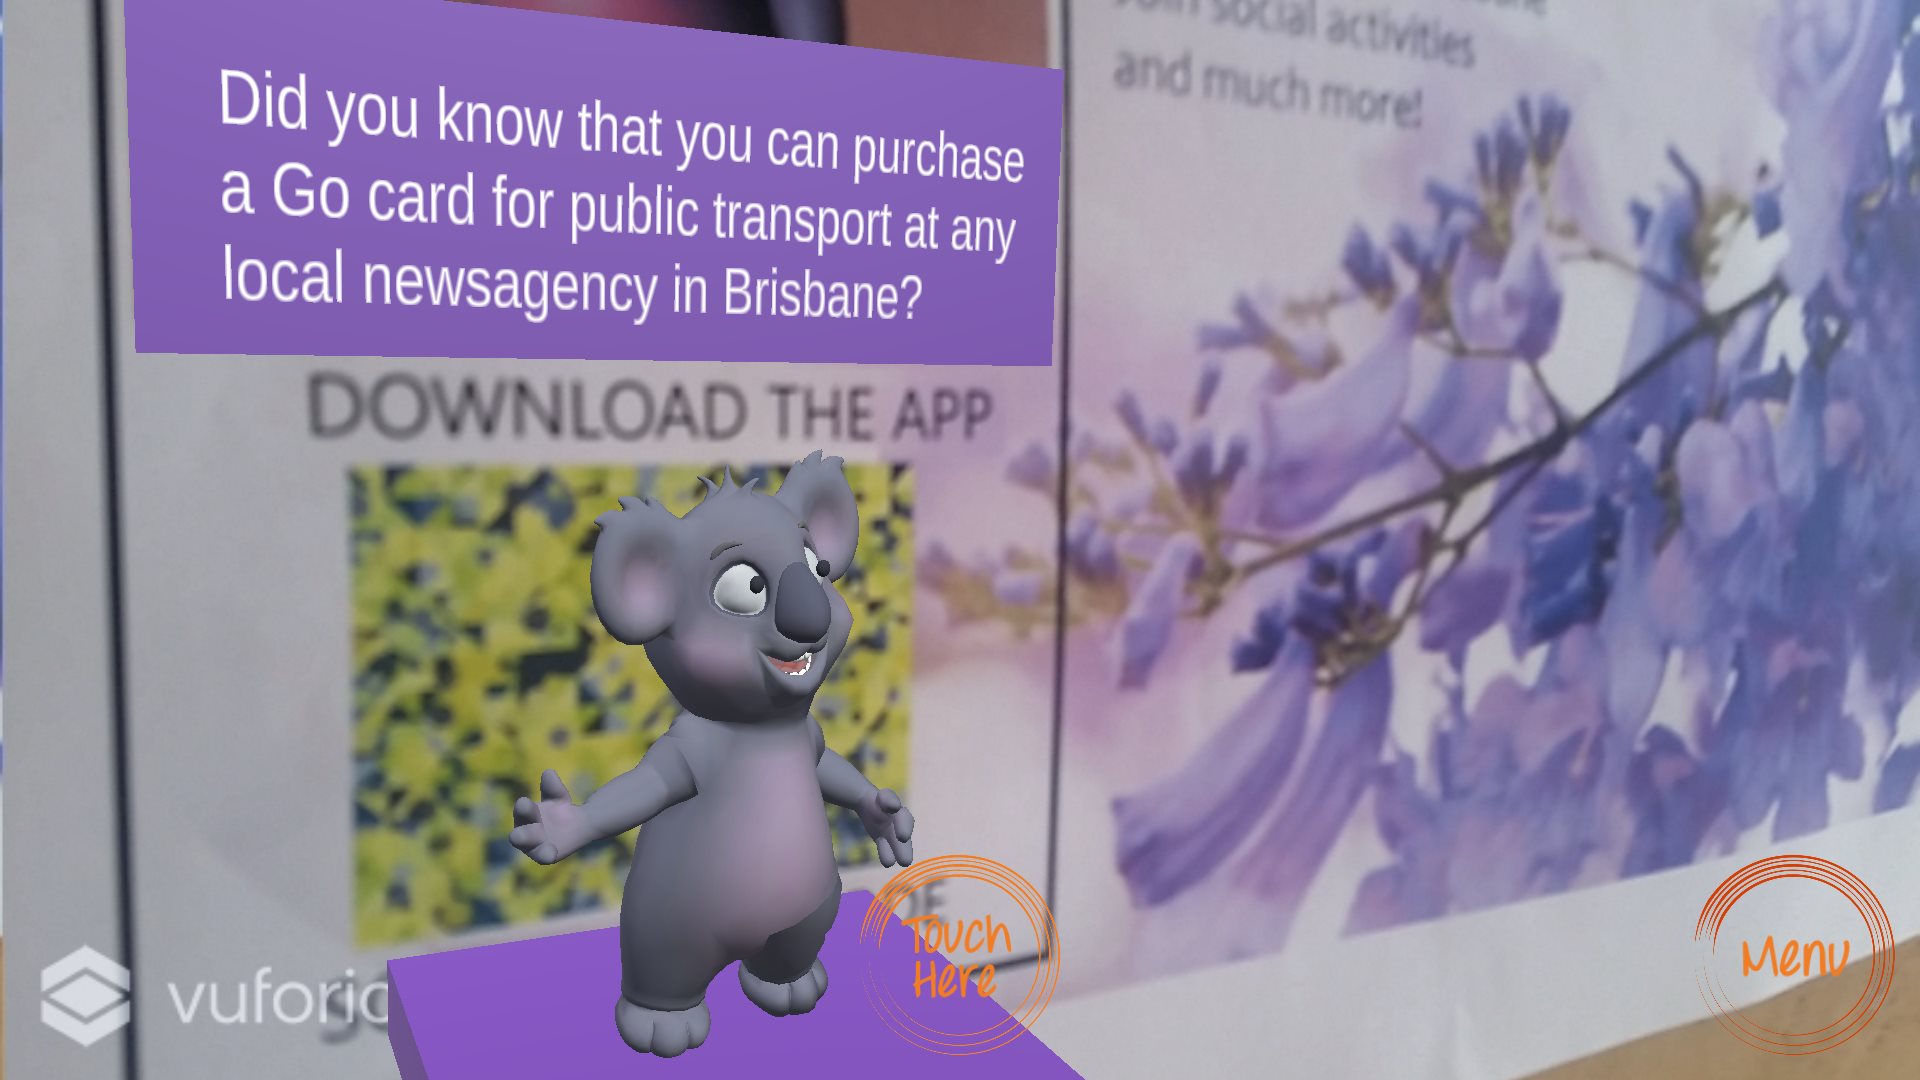 Did you know that you can purchase
a Go card for public transport at any
local newsagency in Brisbane?
social activities
and much more!
DOWNLOAD THE APP
Touch
Here
Menu
vuforia